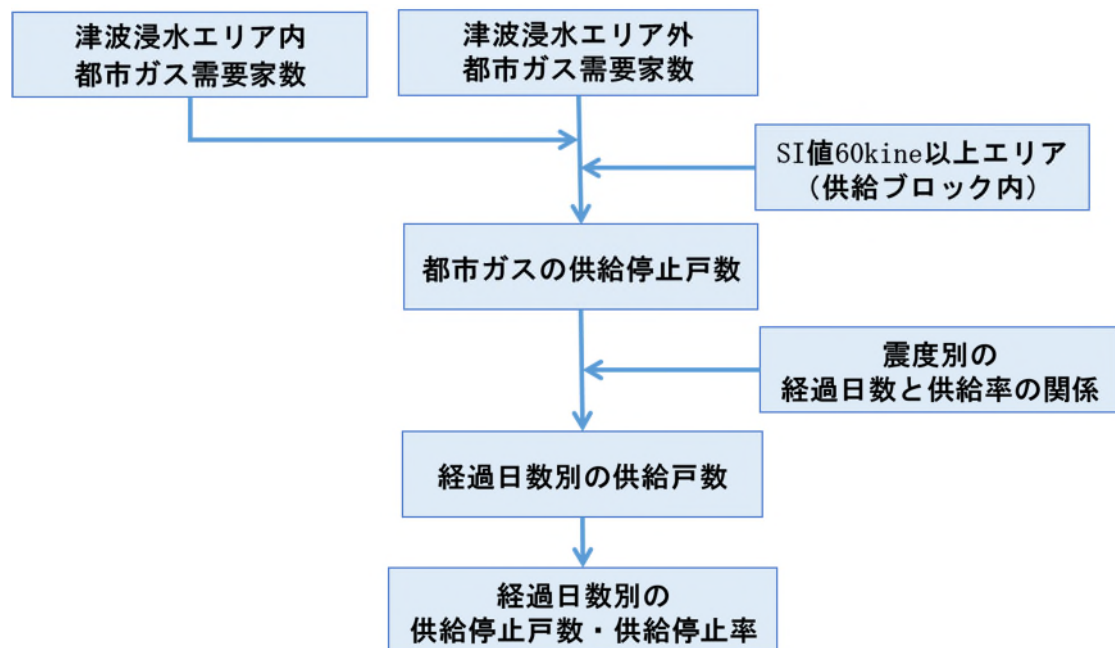 津波浸水エリア内
都市ガス需要家数
津波浸水エリア外
都市ガス需要家数
SI値60kine以上エリア
（供給ブロック内）
都市ガスの供給停止戸数
震度別の
経過日数と供給率の関係
経過日数別の供給戸数
経過日数別の
供給停止戸数・供給停止率